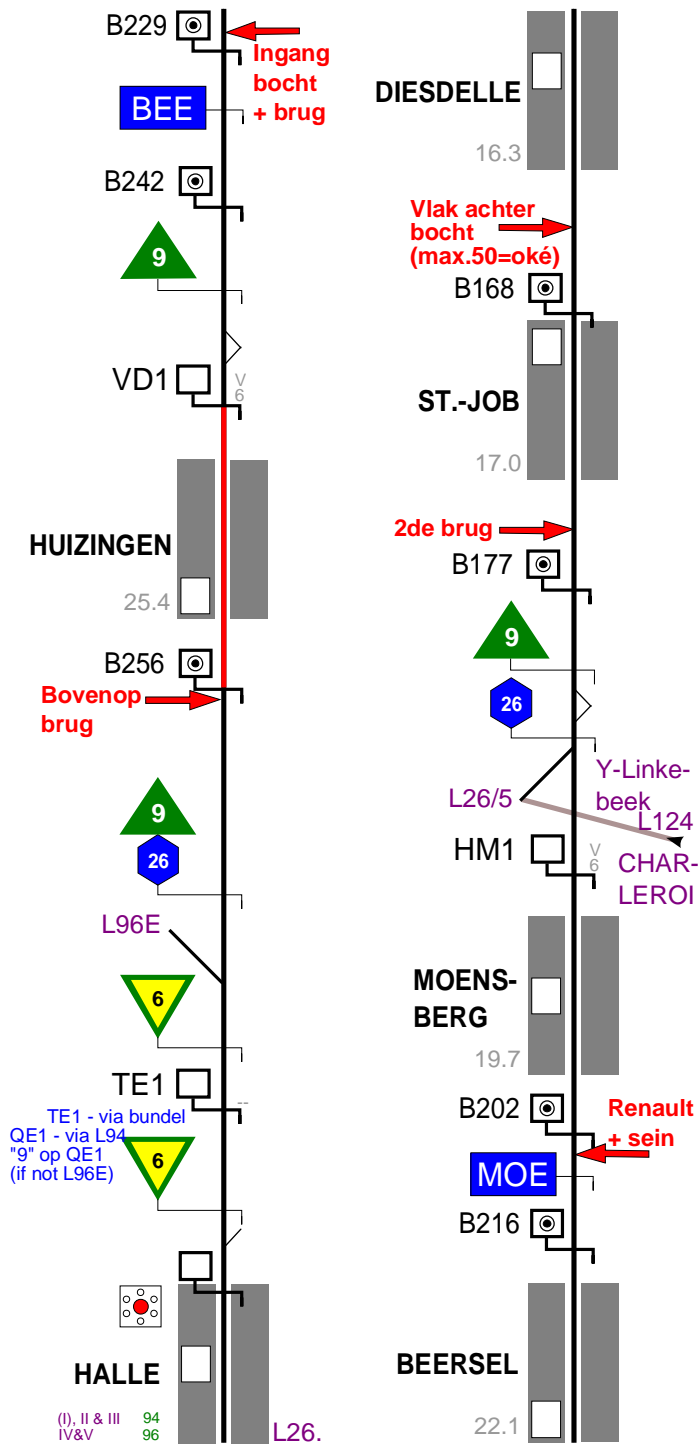 B229
Ingang
bocht
+ brug
BEE
B242
9
VD1
V
6
HUIZINGEN
25.4
B256
Bovenop
brug
9
26
L96E
6
TE1
--
TE1 - via bundel
QE1 - via L94
"9" op QE1
(if not L96E)
6
HALLE
(I), II & III 94
IV&V 96
L26.
DIESDELLE
16.3
Vlak achter
bocht
(max.50=oké)
B168
ST.-JOB
17.0
2de brug
B177
9
26
Y-Linke-
beek
L26/5
L124
HM1
V
6
CHAR-
LEROI
MOENS-
BERG
19.7
B202
Renault
+ sein
MOE
B216
BEERSEL
22.1